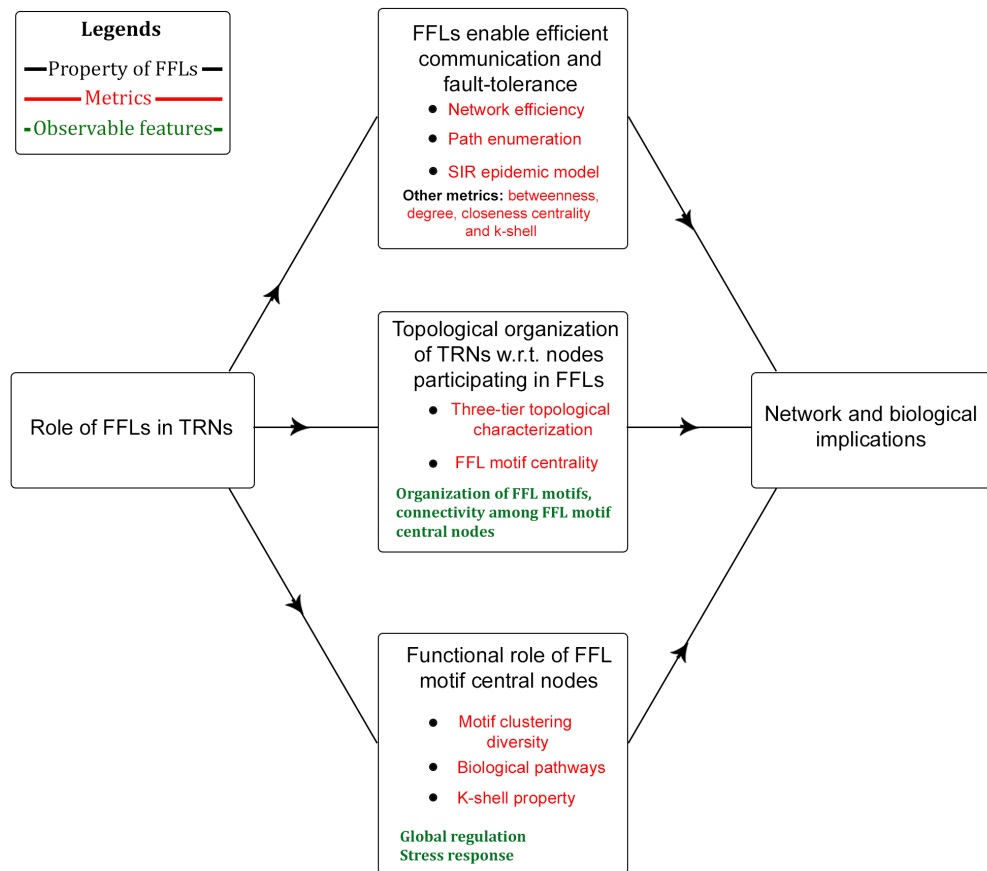 Legends
Property of FFLs
Metrics
Observable features
FFLs enable efficient
communication and
fault-tolerance
Network efficiency
Path enumeration
SIR epidemic model
Other metrics: betweenness,
degree, closeness centrality
and k-shell
Role of FFLs in TRNs
Topological organization
of TRNs w.r.t. nodes
participating in FFLs
Three-tier topological
characterization
FFL motif centrality
Organization of FFL motifs,
connectivity among FFL motif
central nodes
Network and biological
implications
Functional role of FFL
motif central nodes
Motif clustering
diversity
Biological pathways
K-shell property
Global regulation
Stress response